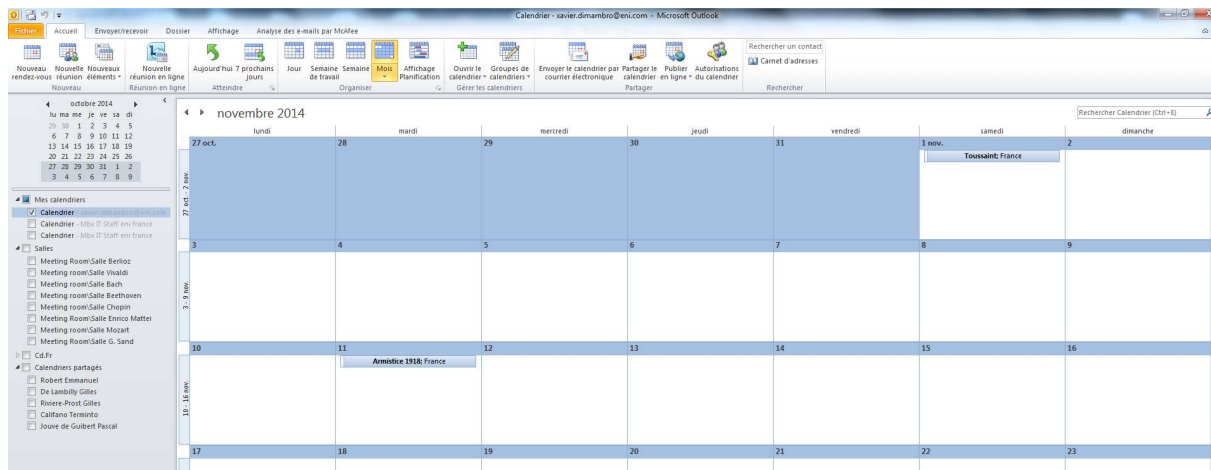 Calendrier - xavier.dimambro@eni.com - Microsoft Outlook
Fichier Accueil Envoyer/recevoir Dossier Affichage Analyse des e-mails par McAfee
Nouveau rendez-vous
Nouvelle réunion
Nouveaux éléments
Nouveau
Nouvelle réunion en ligne
Réunion en ligne
Aujourd'hui
7 prochains jours
Atteindre
Jour
Semaine de travail
Semaine
Mois
Affichage Planification
Organiser
Ouvrir le calendrier
Groupes de calendriers
Gérer les calendriers
Envoyer le calendrier par courrier électronique
Partager le calendrier
Publier en ligne
Autorisations du calendrier
Partager
Rechercher un contact
Carnet d'adresses
Rechercher
octobre 2014
lu ma me je ve sa di
29 30 1 2 3 4 5
6 7 8 9 10 11 12
13 14 15 16 17 18 19
20 21 22 23 24 25 26
27 28 29 30 31 1 2
3 4 5 6 7 8 9
Mes calendriers
Calendrier - xavier.dimambro@eni.com
Calendrier - Mbx IT Staff eni france
Calendrier - Mbx IT Staff eni france
Salles
Meeting Room\Salle Berlioz
Meeting room\Salle Vivaldi
Meeting room\Salle Bach
Meeting room\Salle Beethoven
Meeting room\Salle Chopin
Meeting Room\Salle Enrico Mattei
Meeting room\Salle Mozart
Meeting Room\Salle G. Sand
Cd.Fr
Calendriers partagés
Robert Emmanuel
De Lambilly Gilles
Riviere-Prost Gilles
Califano Terminto
Jouve de Guibert Pascal
novembre 2014
Rechercher Calendrier (Ctrl+E)
lundi mardi mercredi jeudi vendredi samedi dimanche
27 oct. 28 29 30 31 1 nov. 2
Toussaint; France
27 oct. - 2 nov.
3 4 5 6 7 8 9
3 - 9 nov.
10 11 12 13 14 15 16
Armistice 1918; France
10 - 16 nov.
17 18 19 20 21 22 23